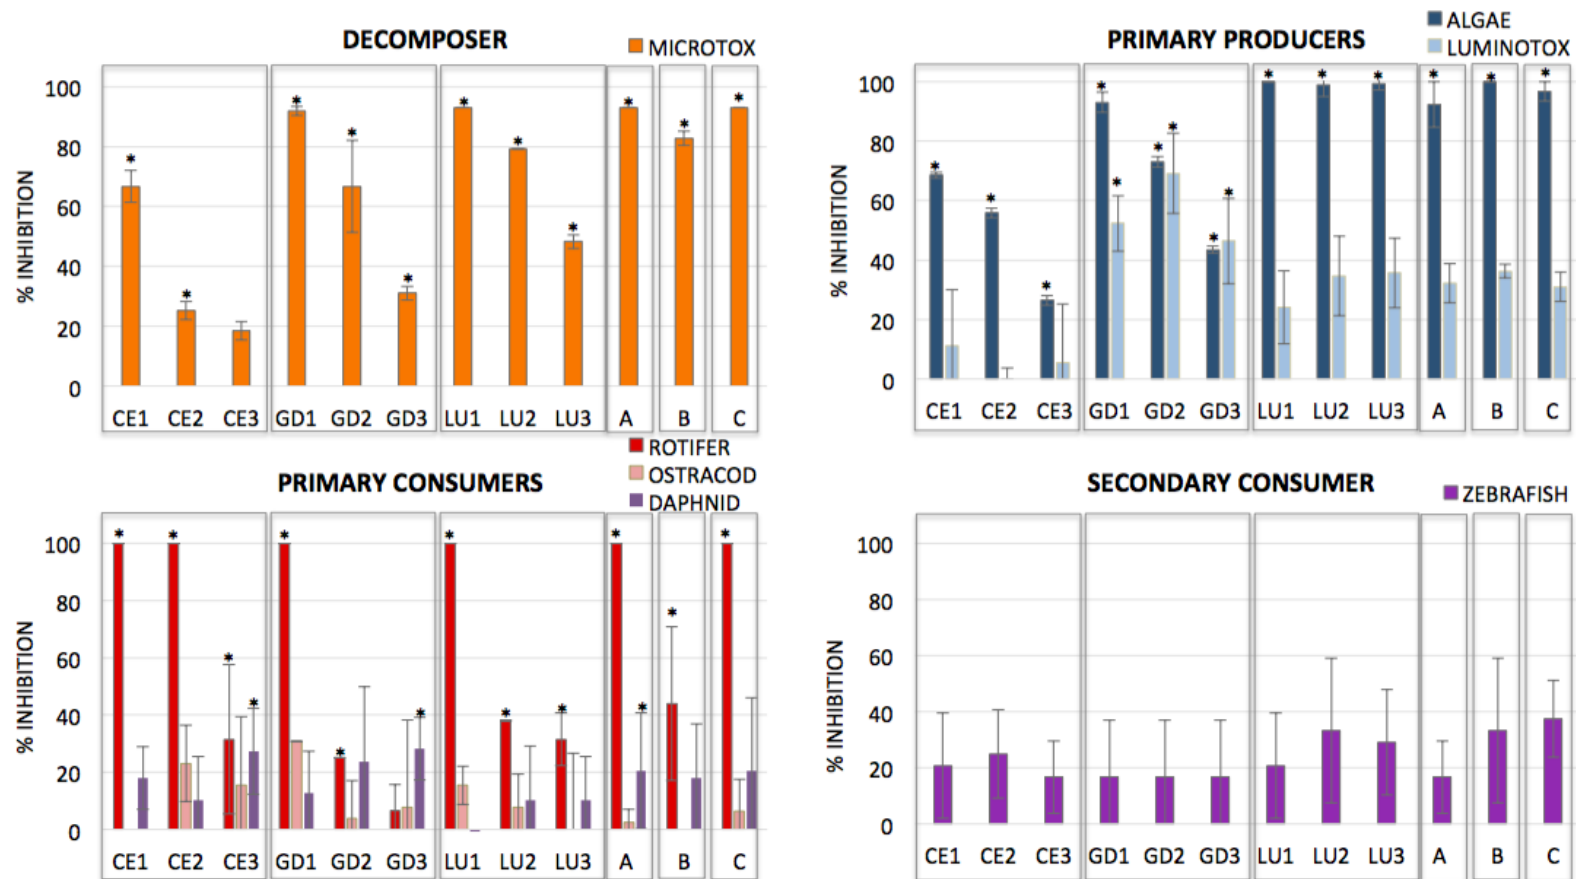 DECOMPOSER
MICROTOX
% INHIBITION
100
80
60
40
20
0
CE1 CE2 CE3 GD1 GD2 GD3 LU1 LU2 LU3 A B C
* * * * * * * * * * *
PRIMARY PRODUCERS
ALGAE
LUMINOTOX
% INHIBITION
100
80
60
40
20
0
CE1 CE2 CE3 GD1 GD2 GD3 LU1 LU2 LU3 A B C
* * * * * * * * * * * * * * *
PRIMARY CONSUMERS
ROTIFER
OSTRACOD
DAPHNID
% INHIBITION
100
80
60
40
20
0
CE1 CE2 CE3 GD1 GD2 GD3 LU1 LU2 LU3 A B C
* * * * * * * * * * * * * *
SECONDARY CONSUMER
ZEBRAFISH
% INHIBITION
100
80
60
40
20
0
CE1 CE2 CE3 GD1 GD2 GD3 LU1 LU2 LU3 A B C